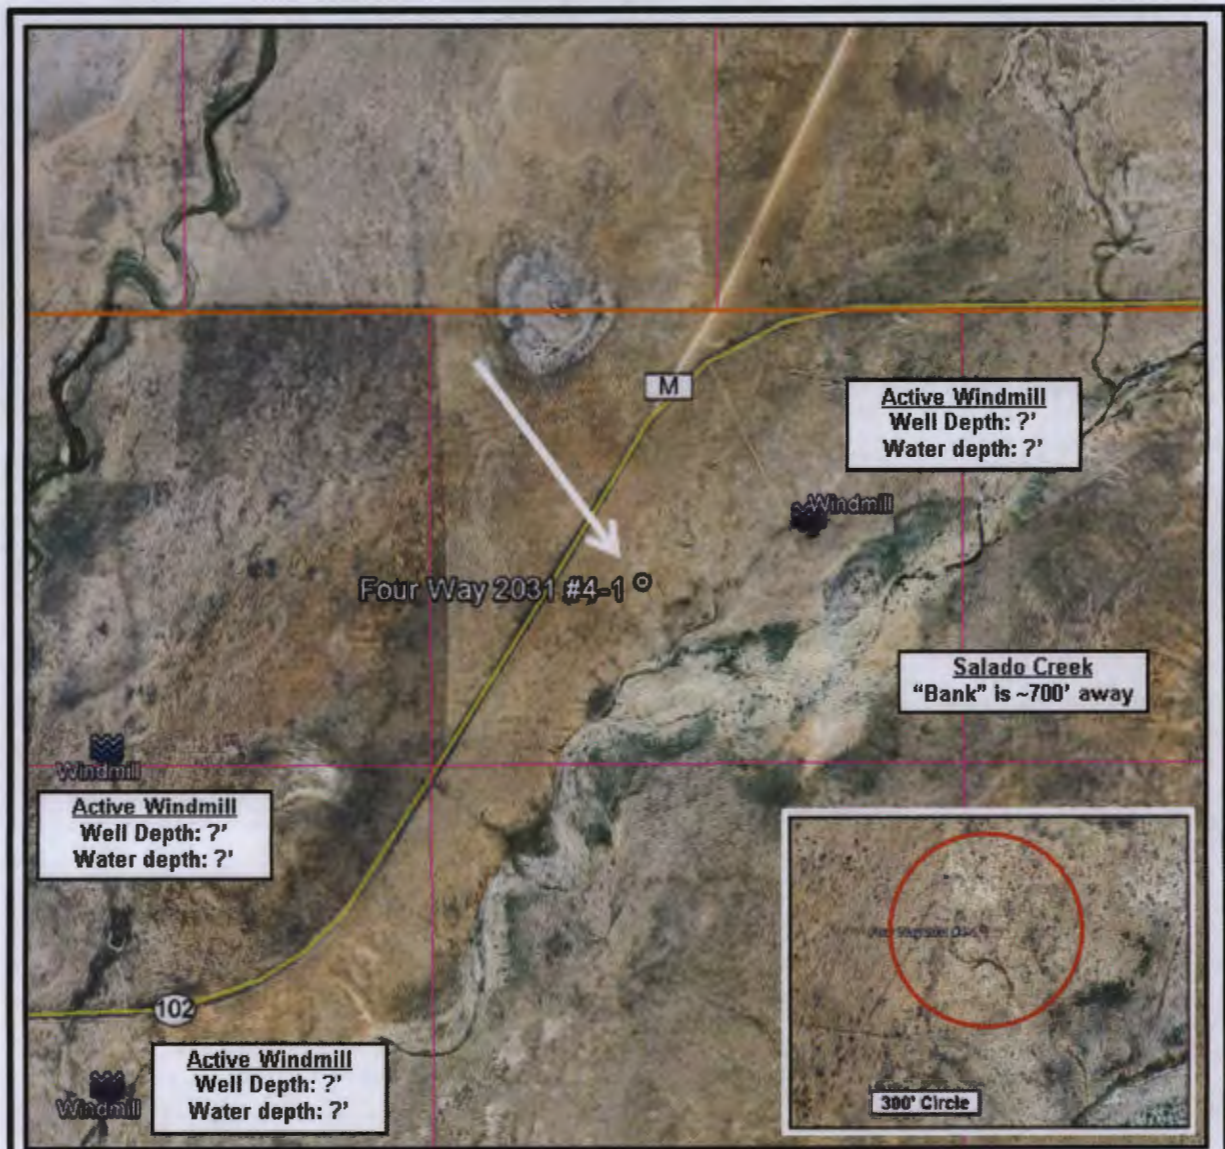 M
Active Windmill
Well Depth: ?'
Water depth: ?'
Windmill
Four Way 2031 #4-1
Salado Creek
"Bank" is ~700' away
Windmill
Active Windmill
Well Depth: ?'
Water depth: ?'
102
Active Windmill
Well Depth: ?'
Water depth: ?'
Windmill
300' Circle